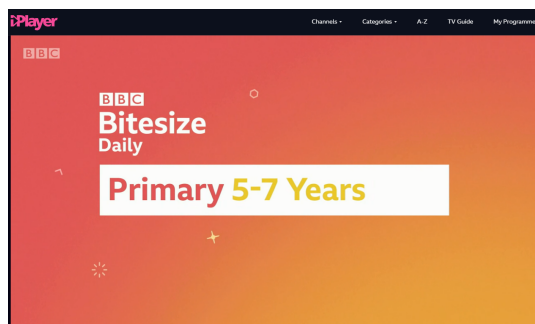 iPlayer
Channels Categories A-Z TV Guide My Programme
BBC
BBC
Bitesize
Daily
Primary 5-7 Years